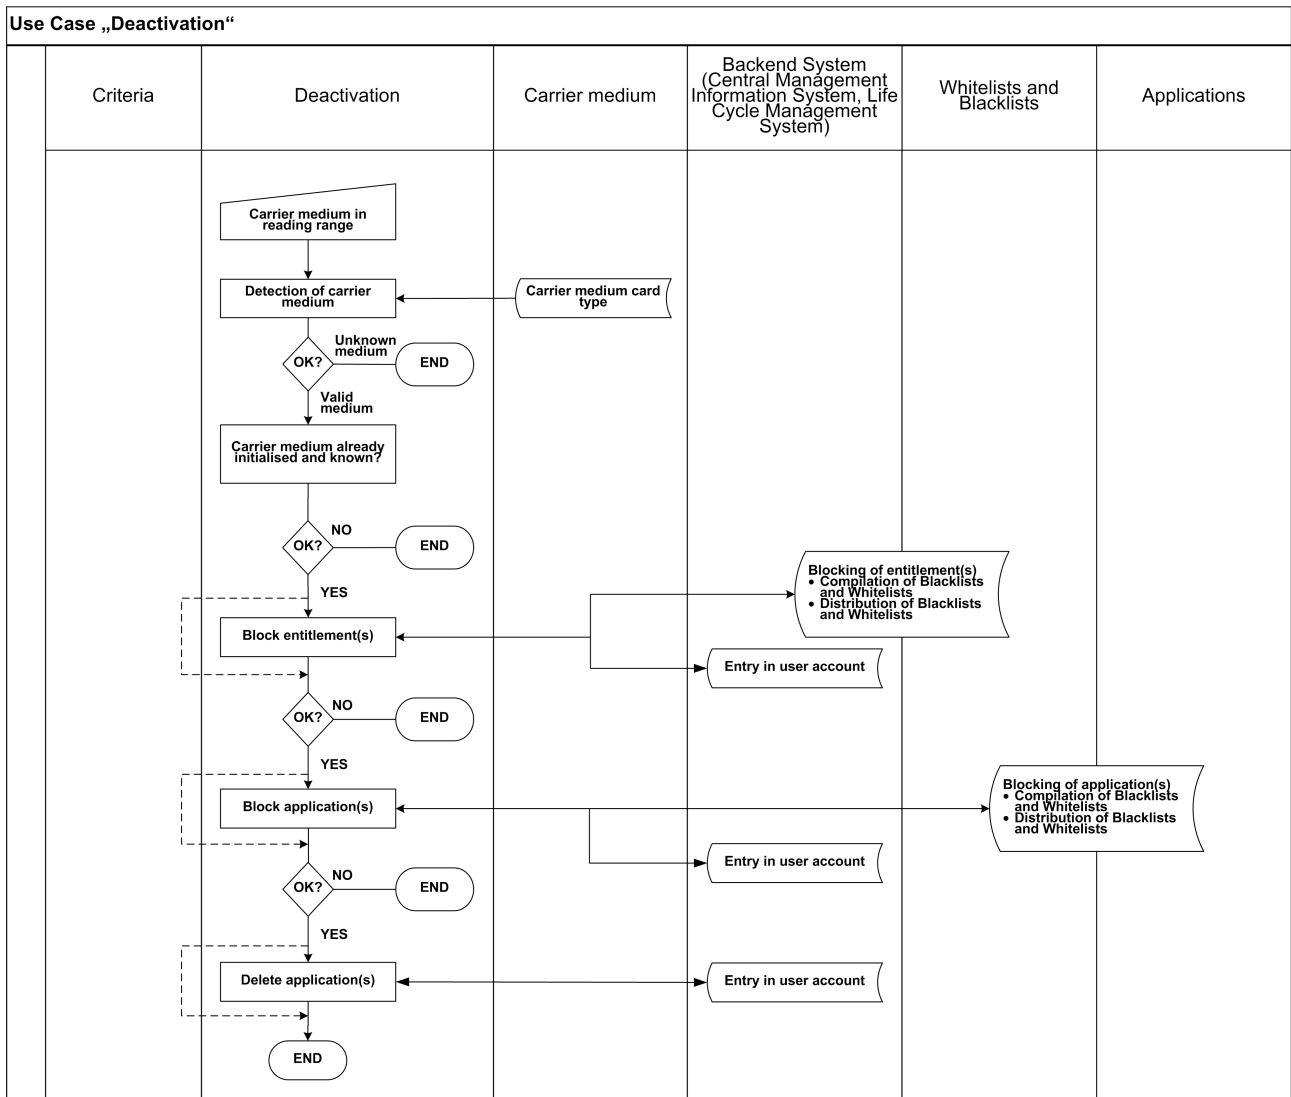 Use Case „Deactivation“
Criteria
Deactivation
Carrier medium
Backend System
(Central Management
Information System, Life
Cycle Management
System)
Whitelists and
Blacklists
Applications
Carrier medium in
reading range
Detection of carrier
medium
Carrier medium card
type
OK?
Unknown
medium
END
Valid
medium
Carrier medium already
initialised and known?
OK?
NO
END
YES
Blocking of entitlement(s)
• Compilation of Blacklists
and Whitelists
• Distribution of Blacklists
and Whitelists
Block entitlement(s)
Entry in user account
OK?
NO
END
YES
Blocking of application(s)
• Compilation of Blacklists
and Whitelists
• Distribution of Blacklists
and Whitelists
Block application(s)
Entry in user account
OK?
NO
END
YES
Delete application(s)
Entry in user account
END